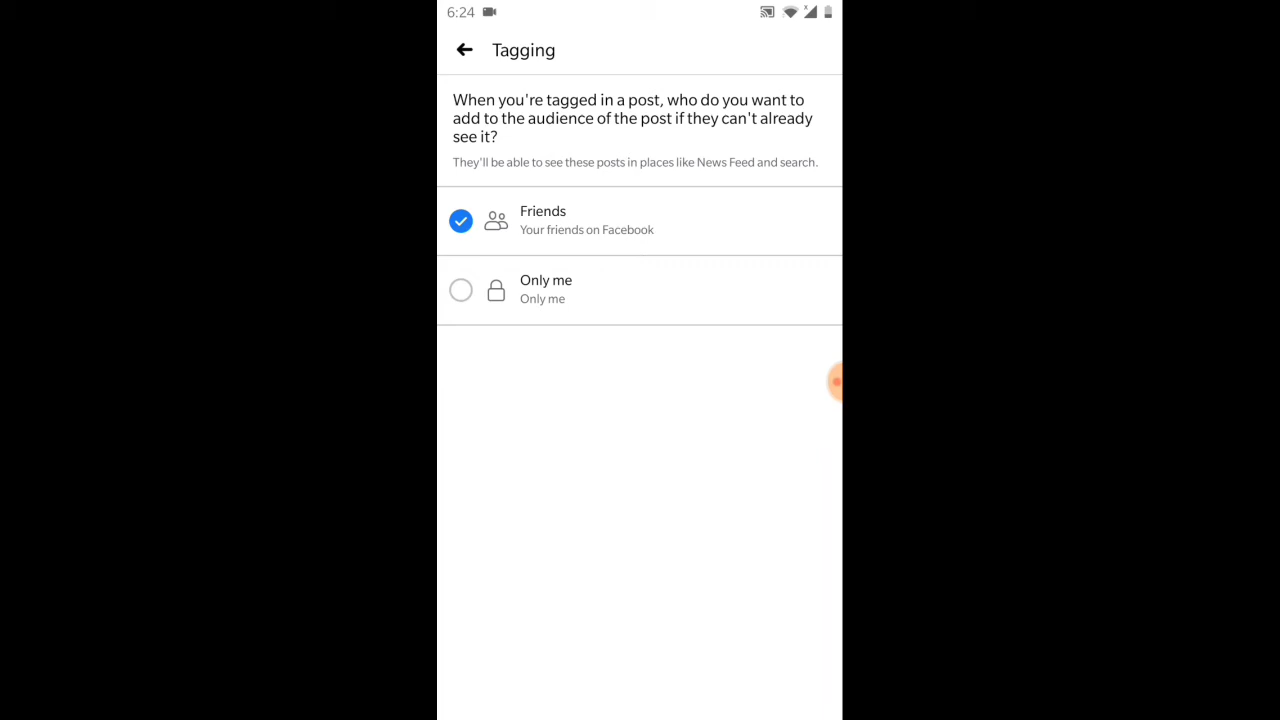 6:24
Tagging
When you're tagged in a post, who do you want to
add to the audience of the post if they can't already
see it?
They'll be able to see these posts in places like News Feed and search.
Friends
Your friends on Facebook
Only me
Only me